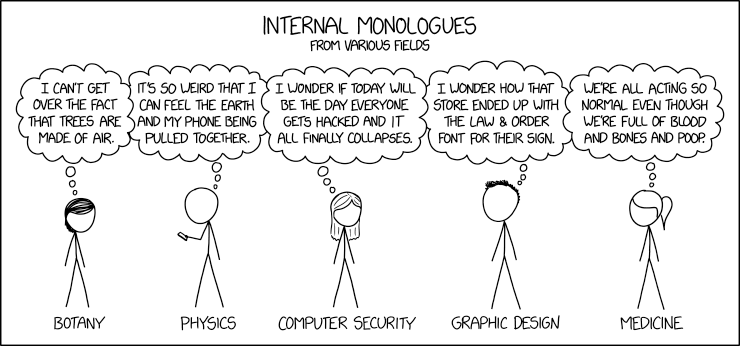 INTERNAL MONOLOGUES
FROM VARIOUS FIELDS
I CAN'T GET
OVER THE FACT
THAT TREES ARE
MADE OF AIR.
IT'S SO WEIRD THAT I
CAN FEEL THE EARTH
AND MY PHONE BEING
PULLED TOGETHER.
I WONDER IF TODAY WILL
BE THE DAY EVERYONE
GETS HACKED AND IT
ALL FINALLY COLLAPSES.
I WONDER HOW THAT
STORE ENDED UP WITH
THE LAW & ORDER
FONT FOR THEIR SIGN.
WE'RE ALL ACTING SO
NORMAL EVEN THOUGH
WE'RE FULL OF BLOOD
AND BONES AND POOP.
BOTANY
PHYSICS
COMPUTER SECURITY
GRAPHIC DESIGN
MEDICINE